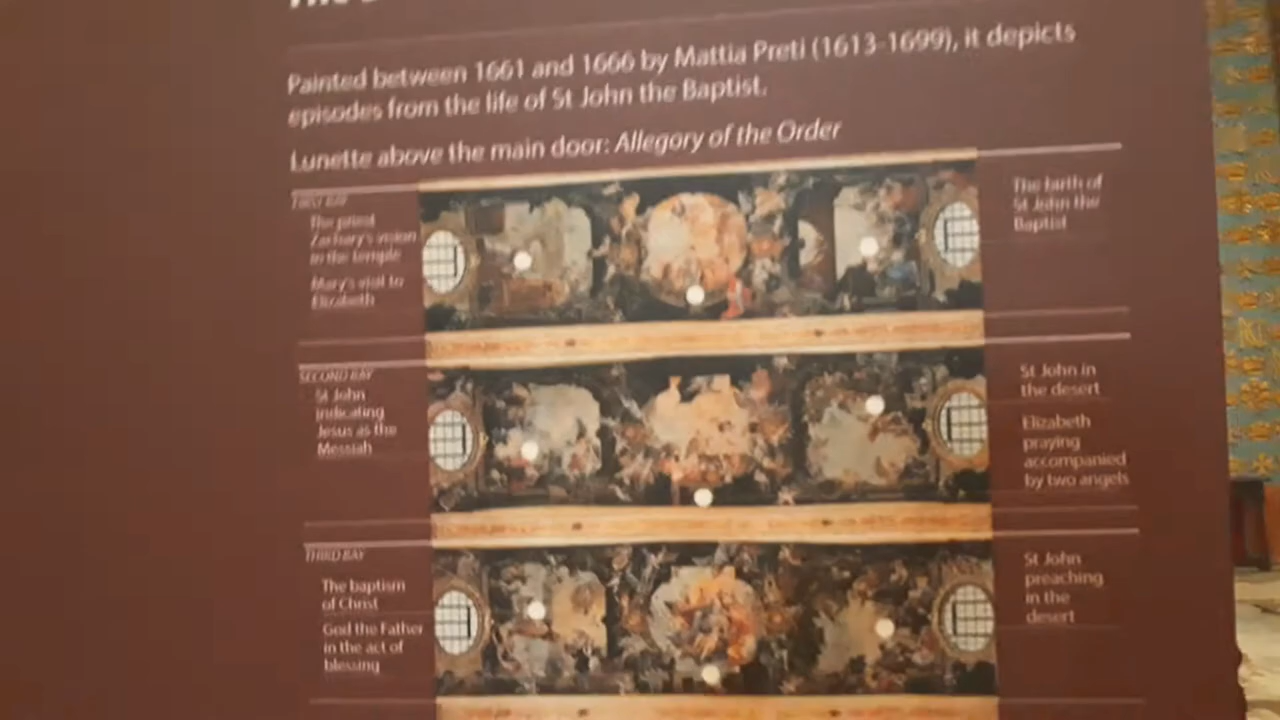 Painted between 1661 and 1666 by Mattia Preti (1613-1699), it depicts
episodes from the life of St John the Baptist.
Lunette above the main door: Allegory of the Order
FIRST BAY
The priest
Zachary's vision
in the temple
Mary's visit to
Elizabeth
The birth of
St John the
Baptist
SECOND BAY
St John
indicating
Jesus as the
Messiah
St John in
the desert
Elizabeth
praying
accompanied
by two angels
THIRD BAY
The baptism
of Christ
God the Father
in the act of
blessing
St John
preaching
in the
desert